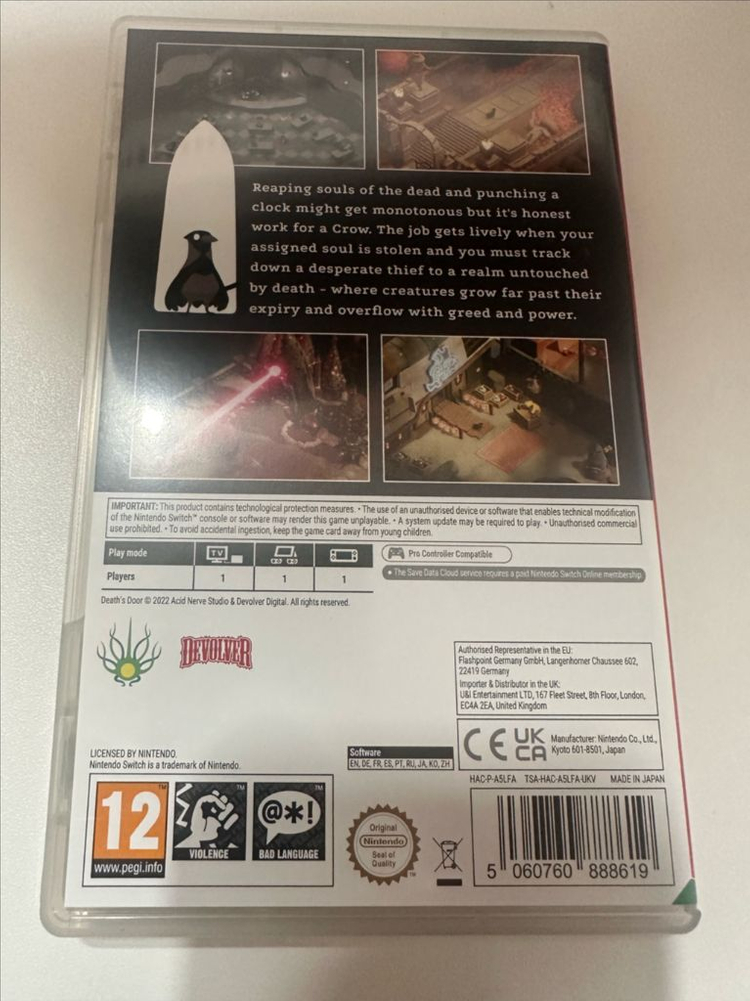 Reaping souls of the dead and punching a
clock might get monotonous but it's honest
work for a Crow. The job gets lively when your
assigned soul is stolen and you must track
down a desperate thief to a realm untouched
by death - where creatures grow far past their
expiry and overflow with greed and power.
IMPORTANT: This product contains technological protection measures. • The use of an unauthorised device or software that enables technical modification
of the Nintendo Switch™ console or software may render this game unplayable. • A system update may be required to play. • Unauthorised commercial
use prohibited. • To avoid accidental ingestion, keep the game card away from young children.
Play mode TV
Players 1 1 1
Pro Controller Compatible
• The Save Data Cloud service requires a paid Nintendo Switch Online membership.
Death's Door © 2022 Acid Nerve Studio & Devolver Digital. All rights reserved.
DEVOLVER
Authorised Representative in the EU:
Flashpoint Germany GmbH, Langenhorner Chaussee 602,
22419 Germany
Importer & Distributor in the UK:
U&I Entertainment LTD, 167 Fleet Street, 8th Floor, London,
EC4A 2EA, United Kingdom
CE UK CA
Manufacturer: Nintendo Co., Ltd.,
Kyoto 601-8501, Japan
LICENSED BY NINTENDO.
Nintendo Switch is a trademark of Nintendo.
Software
EN, DE, FR, ES, PT, RU, JA, KO, ZH
HAC-P-A5LFA TSA-HAC-A5LFA-UKV MADE IN JAPAN
12™
www.pegi.info
™
VIOLENCE
@*!™
BAD LANGUAGE
Original
Nintendo
Seal of
Quality
™
5 060760 888619